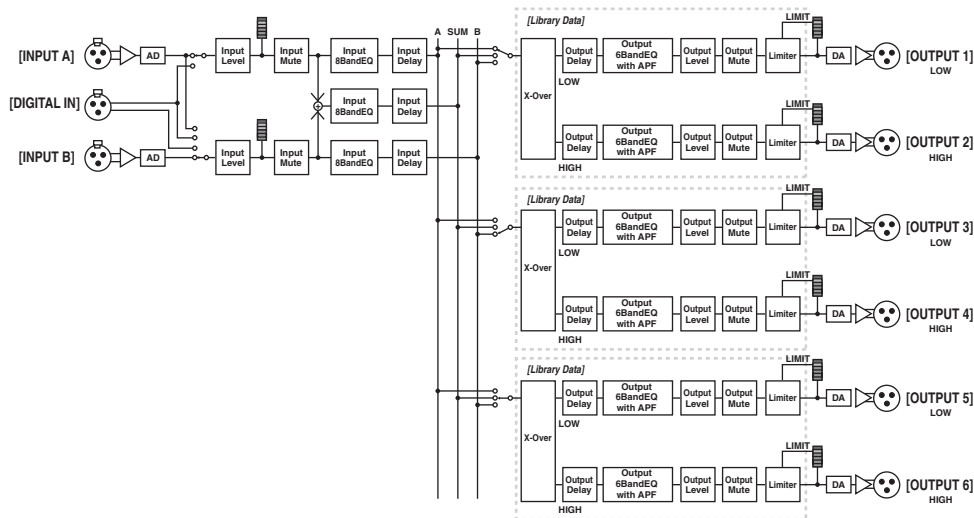 [Library Data]
A SUM B
LIMIT
[INPUT A]
AD
Input Level
Input Mute
Input 8BandEQ
Input Delay
Output Delay
Output 6BandEQ with APF
Output Level
Output Mute
Limiter
DA
[OUTPUT 1]
LOW
LOW
[DIGITAL IN]
Input 8BandEQ
Input Delay
X-Over
LIMIT
[INPUT B]
AD
Input Level
Input Mute
Input 8BandEQ
Input Delay
Output Delay
Output 6BandEQ with APF
Output Level
Output Mute
Limiter
DA
[OUTPUT 2]
HIGH
HIGH
[Library Data]
LIMIT
Output Delay
Output 6BandEQ with APF
Output Level
Output Mute
Limiter
DA
[OUTPUT 3]
LOW
LOW
X-Over
LIMIT
Output Delay
Output 6BandEQ with APF
Output Level
Output Mute
Limiter
DA
[OUTPUT 4]
HIGH
HIGH
[Library Data]
LIMIT
Output Delay
Output 6BandEQ with APF
Output Level
Output Mute
Limiter
DA
[OUTPUT 5]
LOW
LOW
X-Over
LIMIT
Output Delay
Output 6BandEQ with APF
Output Level
Output Mute
Limiter
DA
[OUTPUT 6]
HIGH
HIGH